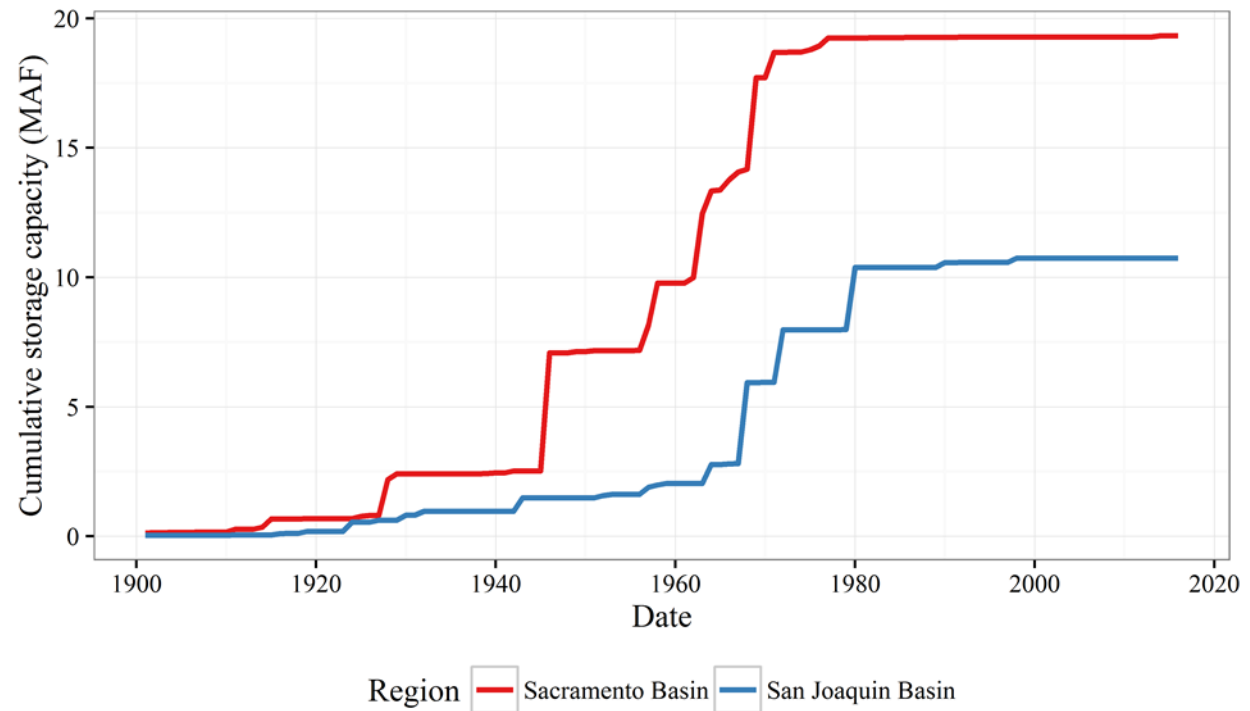 Cumulative storage capacity (MAF)
20
15
10
5
0
1900 1920 1940 1960 1980 2000 2020
Date
Region Sacramento Basin San Joaquin Basin